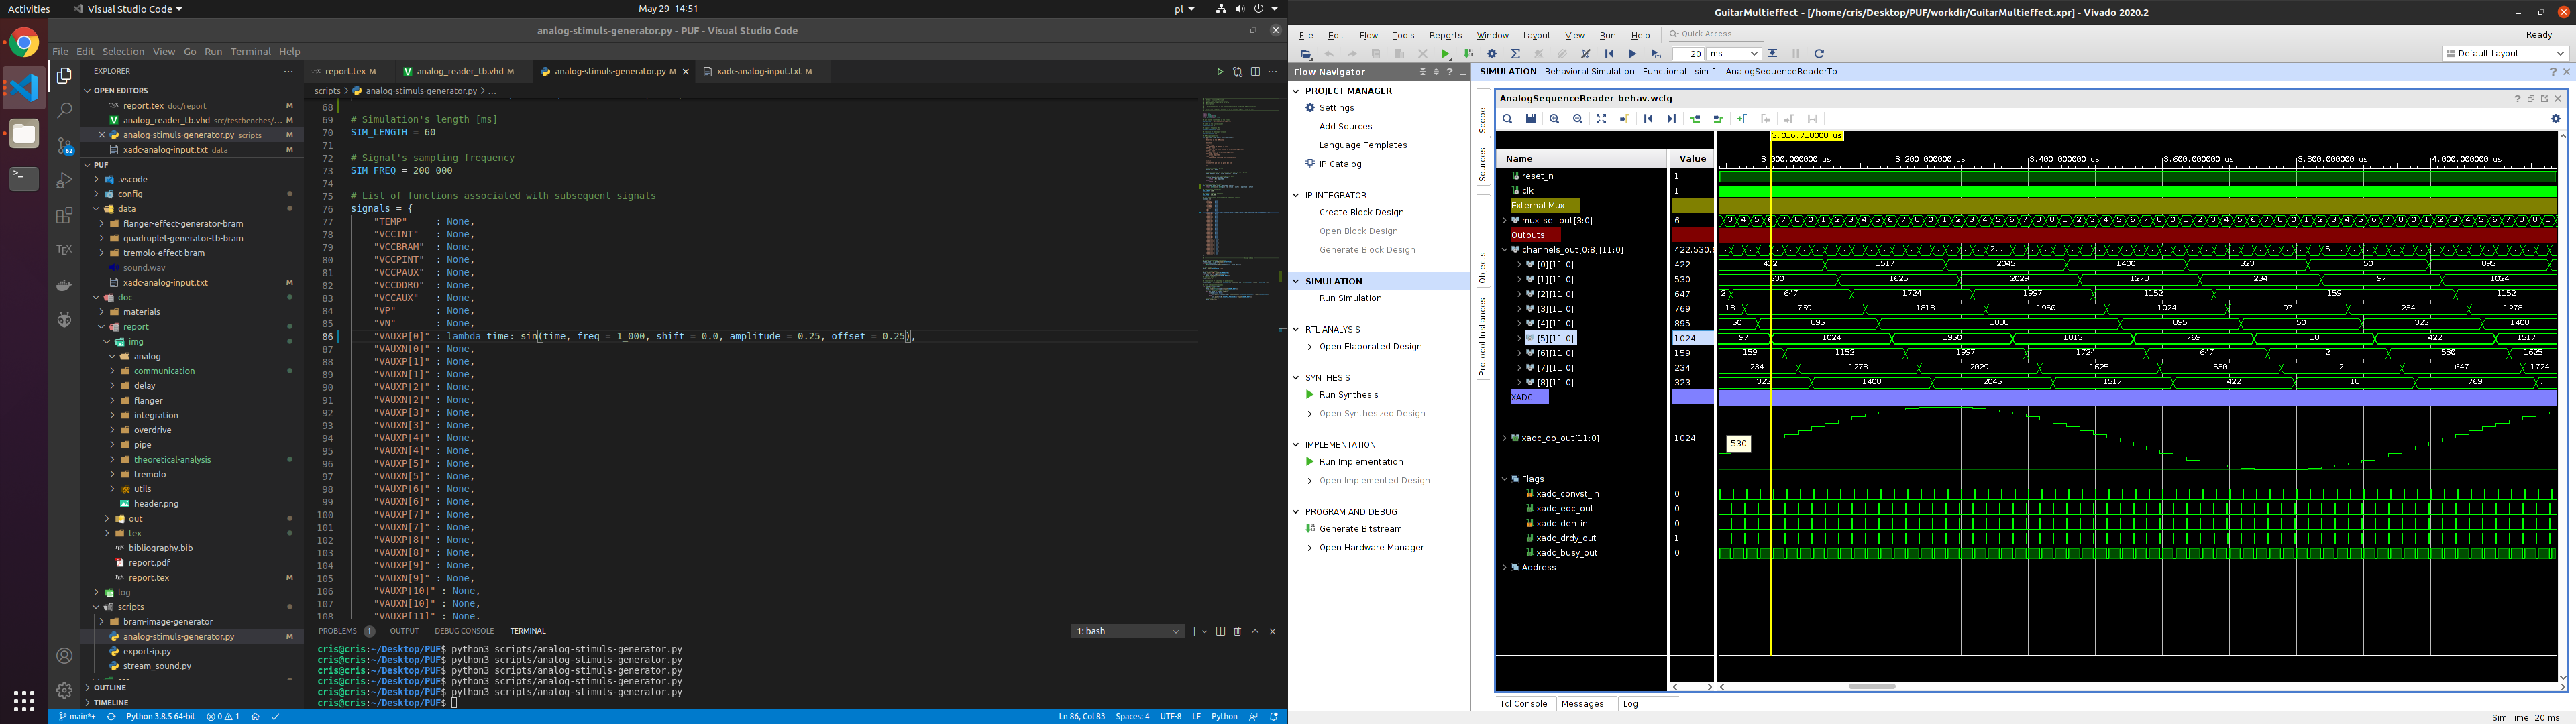 Activities
Visual Studio Code
May 29 14:51
pl
analog-stimuls-generator.py - PUF - Visual Studio Code
File Edit Selection View Go Run Terminal Help
EXPLORER
OPEN EDITORS
report.tex doc/report M
analog_reader_tb.vhd src/testbenches/... M
analog-stimuls-generator.py scripts M
xadc-analog-input.txt data M
PUF
.vscode
config
data
flanger-effect-generator-bram
quadruplet-generator-tb-bram
tremolo-effect-bram
sound.wav
xadc-analog-input.txt M
doc
materials
report
img
analog
communication
delay
flanger
integration
overdrive
pipe
theoretical-analysis
tremolo
utils
header.png
out
tex
bibliography.bib
report.pdf
report.tex M
log
scripts
bram-image-generator
analog-stimuls-generator.py M
export-ip.py
stream_sound.py
OUTLINE
TIMELINE
report.tex M
analog_reader_tb.vhd M
analog-stimuls-generator.py M
xadc-analog-input.txt M
scripts > analog-stimuls-generator.py > ...
68
69 # Simulation's length [ms]
70 SIM_LENGTH = 60
71
72 # Signal's sampling frequency
73 SIM_FREQ = 200_000
74
75 # List of functions associated with subsequent signals
76 signals = {
77 "TEMP" : None,
78 "VCCINT" : None,
79 "VCCBRAM" : None,
80 "VCCPINT" : None,
81 "VCCPAUX" : None,
82 "VCCDDRO" : None,
83 "VCCAUX" : None,
84 "VP" : None,
85 "VN" : None,
86 "VAUXP[0]" : lambda time: sin(time, freq = 1_000, shift = 0.0, amplitude = 0.25, offset = 0.25),
87 "VAUXN[0]" : None,
88 "VAUXP[1]" : None,
89 "VAUXN[1]" : None,
90 "VAUXP[2]" : None,
91 "VAUXN[2]" : None,
92 "VAUXP[3]" : None,
93 "VAUXN[3]" : None,
94 "VAUXP[4]" : None,
95 "VAUXN[4]" : None,
96 "VAUXP[5]" : None,
97 "VAUXN[5]" : None,
98 "VAUXP[6]" : None,
99 "VAUXN[6]" : None,
100 "VAUXP[7]" : None,
101 "VAUXN[7]" : None,
102 "VAUXP[8]" : None,
103 "VAUXN[8]" : None,
104 "VAUXP[9]" : None,
105 "VAUXN[9]" : None,
106 "VAUXP[10]" : None,
107 "VAUXN[10]" : None,
108 "VAUXP[11]" : None,
PROBLEMS 1 OUTPUT DEBUG CONSOLE TERMINAL
1: bash
cris@cris:~/Desktop/PUF$ python3 scripts/analog-stimuls-generator.py
cris@cris:~/Desktop/PUF$ python3 scripts/analog-stimuls-generator.py
cris@cris:~/Desktop/PUF$ python3 scripts/analog-stimuls-generator.py
cris@cris:~/Desktop/PUF$ python3 scripts/analog-stimuls-generator.py
cris@cris:~/Desktop/PUF$ python3 scripts/analog-stimuls-generator.py
cris@cris:~/Desktop/PUF$
main*+ Python 3.8.5 64-bit 0 1
Ln 86, Col 83 Spaces: 4 UTF-8 LF Python
GuitarMultieffect - [/home/cris/Desktop/PUF/workdir/GuitarMultieffect.xpr] - Vivado 2020.2
File Edit Flow Tools Reports Window Layout View Run Help Quick Access
Ready
20 ms
Default Layout
Flow Navigator
PROJECT MANAGER
Settings
Add Sources
Language Templates
IP Catalog
IP INTEGRATOR
Create Block Design
Open Block Design
Generate Block Design
SIMULATION
Run Simulation
RTL ANALYSIS
Open Elaborated Design
SYNTHESIS
Run Synthesis
Open Synthesized Design
IMPLEMENTATION
Run Implementation
Open Implemented Design
PROGRAM AND DEBUG
Generate Bitstream
Open Hardware Manager
SIMULATION - Behavioral Simulation - Functional - sim_1 - AnalogSequenceReaderTb
Scope
Sources
Objects
Protocol Instances
AnalogSequenceReader_behav.wcfg
3,016.710000 us
Name Value
3,000.000000 us 3,200.000000 us 3,400.000000 us 3,600.000000 us 3,800.000000 us 4,000.000000 us
reset_n 1
clk 1
External Mux
mux_sel_out[3:0] 6
Outputs
channels_out[0:8][11:0] 422,530,
[0][11:0] 422 422 1517 2045 1400 323 50 895
[1][11:0] 530 530 1625 2029 1278 234 97 1024
[2][11:0] 647 2 647 1724 1997 1152 159 1152
[3][11:0] 769 18 769 1813 1950 1024 97 234 1278
[4][11:0] 895 50 895 1888 895 50 323 1400
[5][11:0] 1024 97 1024 1950 1813 769 18 422 1517
[6][11:0] 159 159 1152 1997 1724 647 2 530 1625
[7][11:0] 234 234 1278 2029 1625 530 2 647 1724
[8][11:0] 323 323 1400 2045 1517 422 18 769 ...
XADC
xadc_do_out[11:0] 1024
530
Flags
xadc_convst_in 0
xadc_eoc_out 0
xadc_den_in 0
xadc_drdy_out 1
xadc_busy_out 0
Address
Tcl Console Messages Log
Sim Time: 20 ms